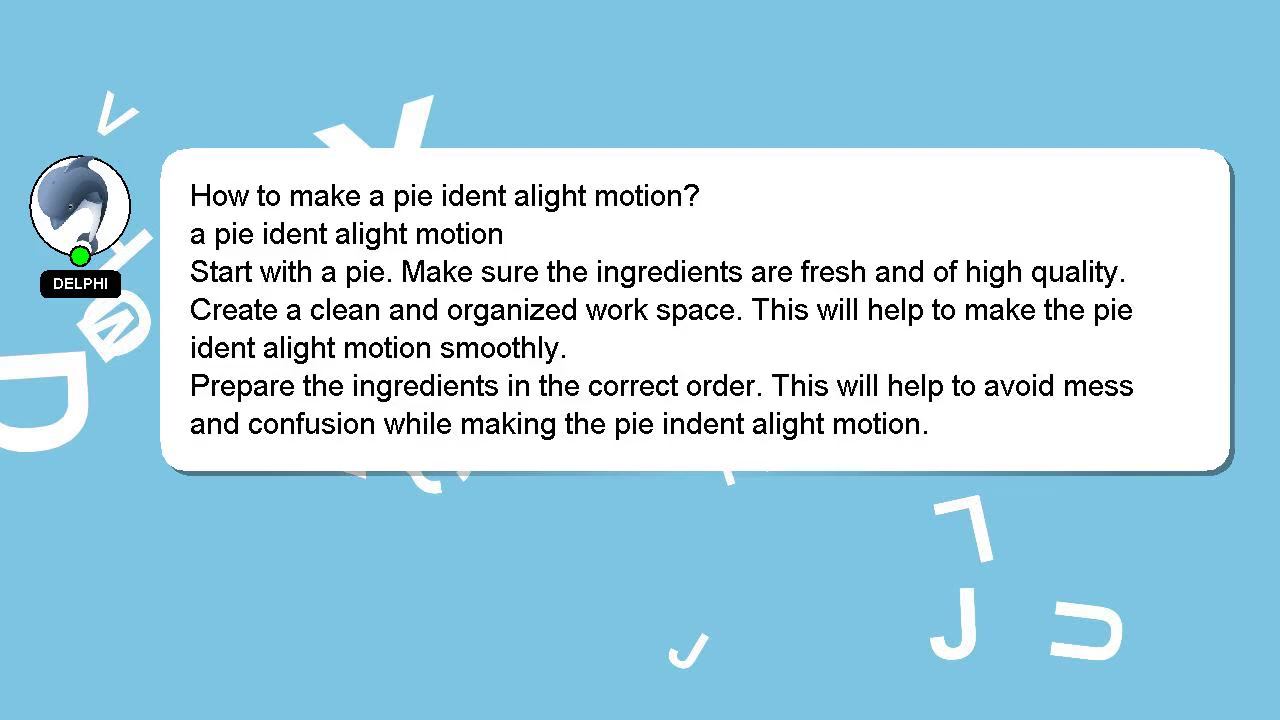 How to make a pie ident alight motion?
a pie ident alight motion
Start with a pie. Make sure the ingredients are fresh and of high quality.
Create a clean and organized work space. This will help to make the pie
ident alight motion smoothly.
Prepare the ingredients in the correct order. This will help to avoid mess
and confusion while making the pie indent alight motion.
DELPHI
V
Y
D
W
J
J